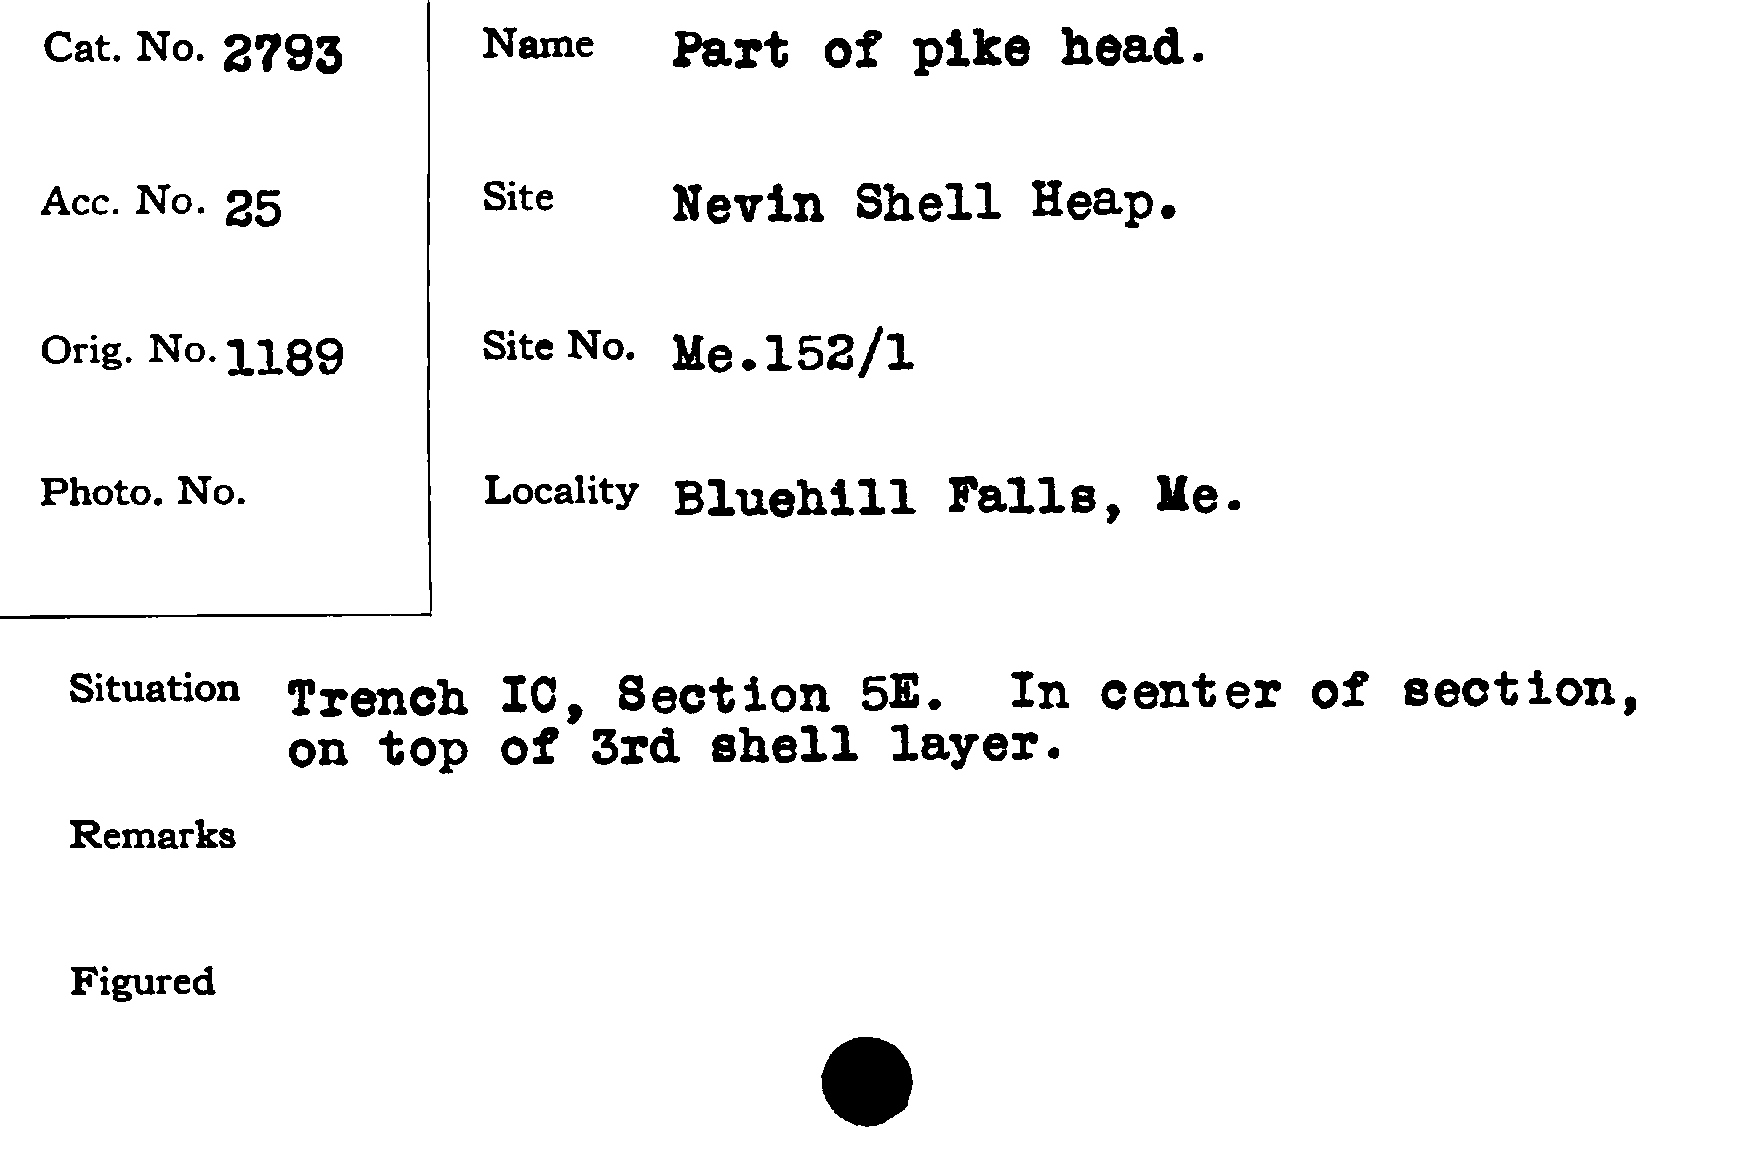 Cat. No. 2793
Name Part of pike head.
Acc. No. 25
Site Nevin Shell Heap.
Orig. No. 1189
Site No. Me.152/1
Photo. No.
Locality Bluehill Falls, Me.
Situation Trench IC, Section 5E. In center of section,
on top of 3rd shell layer.
Remarks
Figured